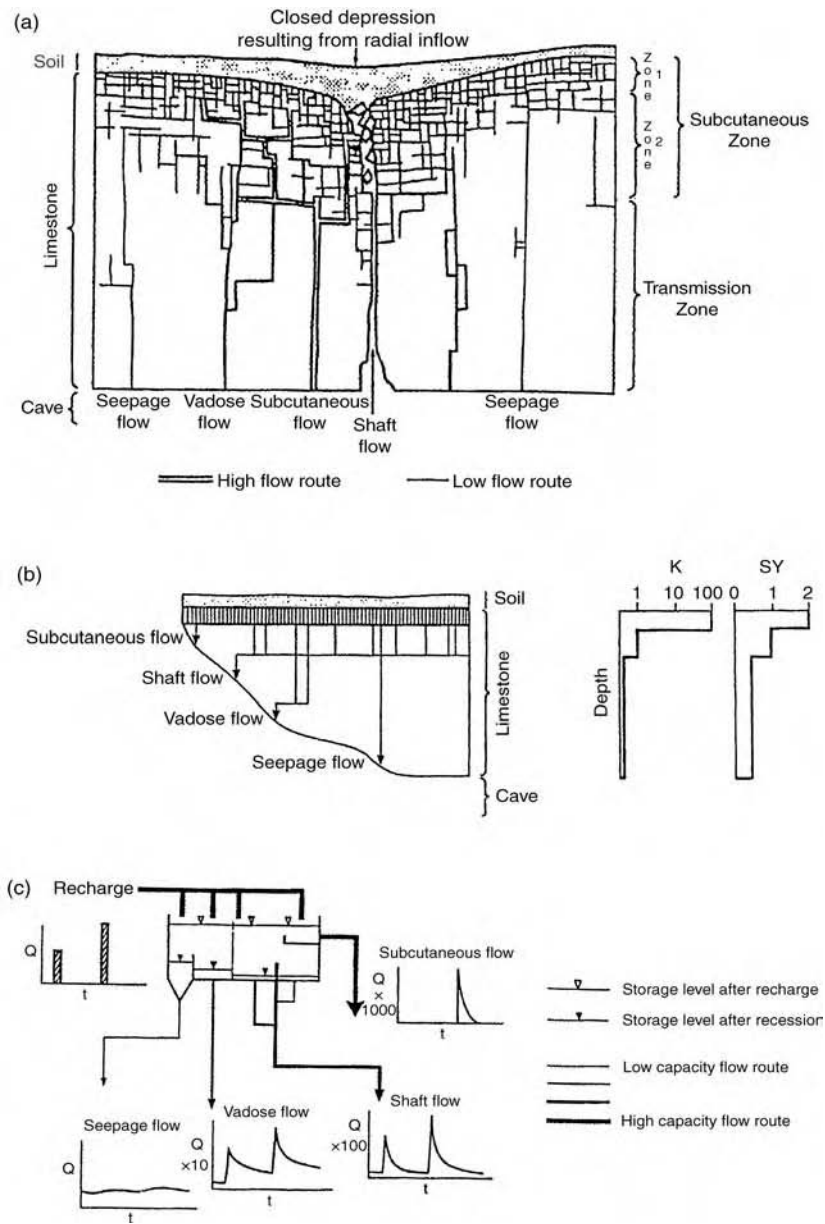 (a)
Closed depression
resulting from radial inflow
Soil
Limestone
Cave
Zone 1
Zone 2
Subcutaneous
Zone
Transmission
Zone
Seepage
flow
Vadose
flow
Subcutaneous
flow
Shaft
flow
Seepage
flow
High flow route
Low flow route
(b)
Soil
Limestone
Cave
Subcutaneous flow
Shaft flow
Vadose flow
Seepage flow
K
1 10 100
SY
0 1 2
Depth
(c)
Recharge
Q
t
Subcutaneous flow
Q
×
1000
t
Storage level after recharge
Storage level after recession
Low capacity flow route
High capacity flow route
Seepage flow
Q
t
Vadose flow
Q
×10
t
Shaft flow
Q
×100
t